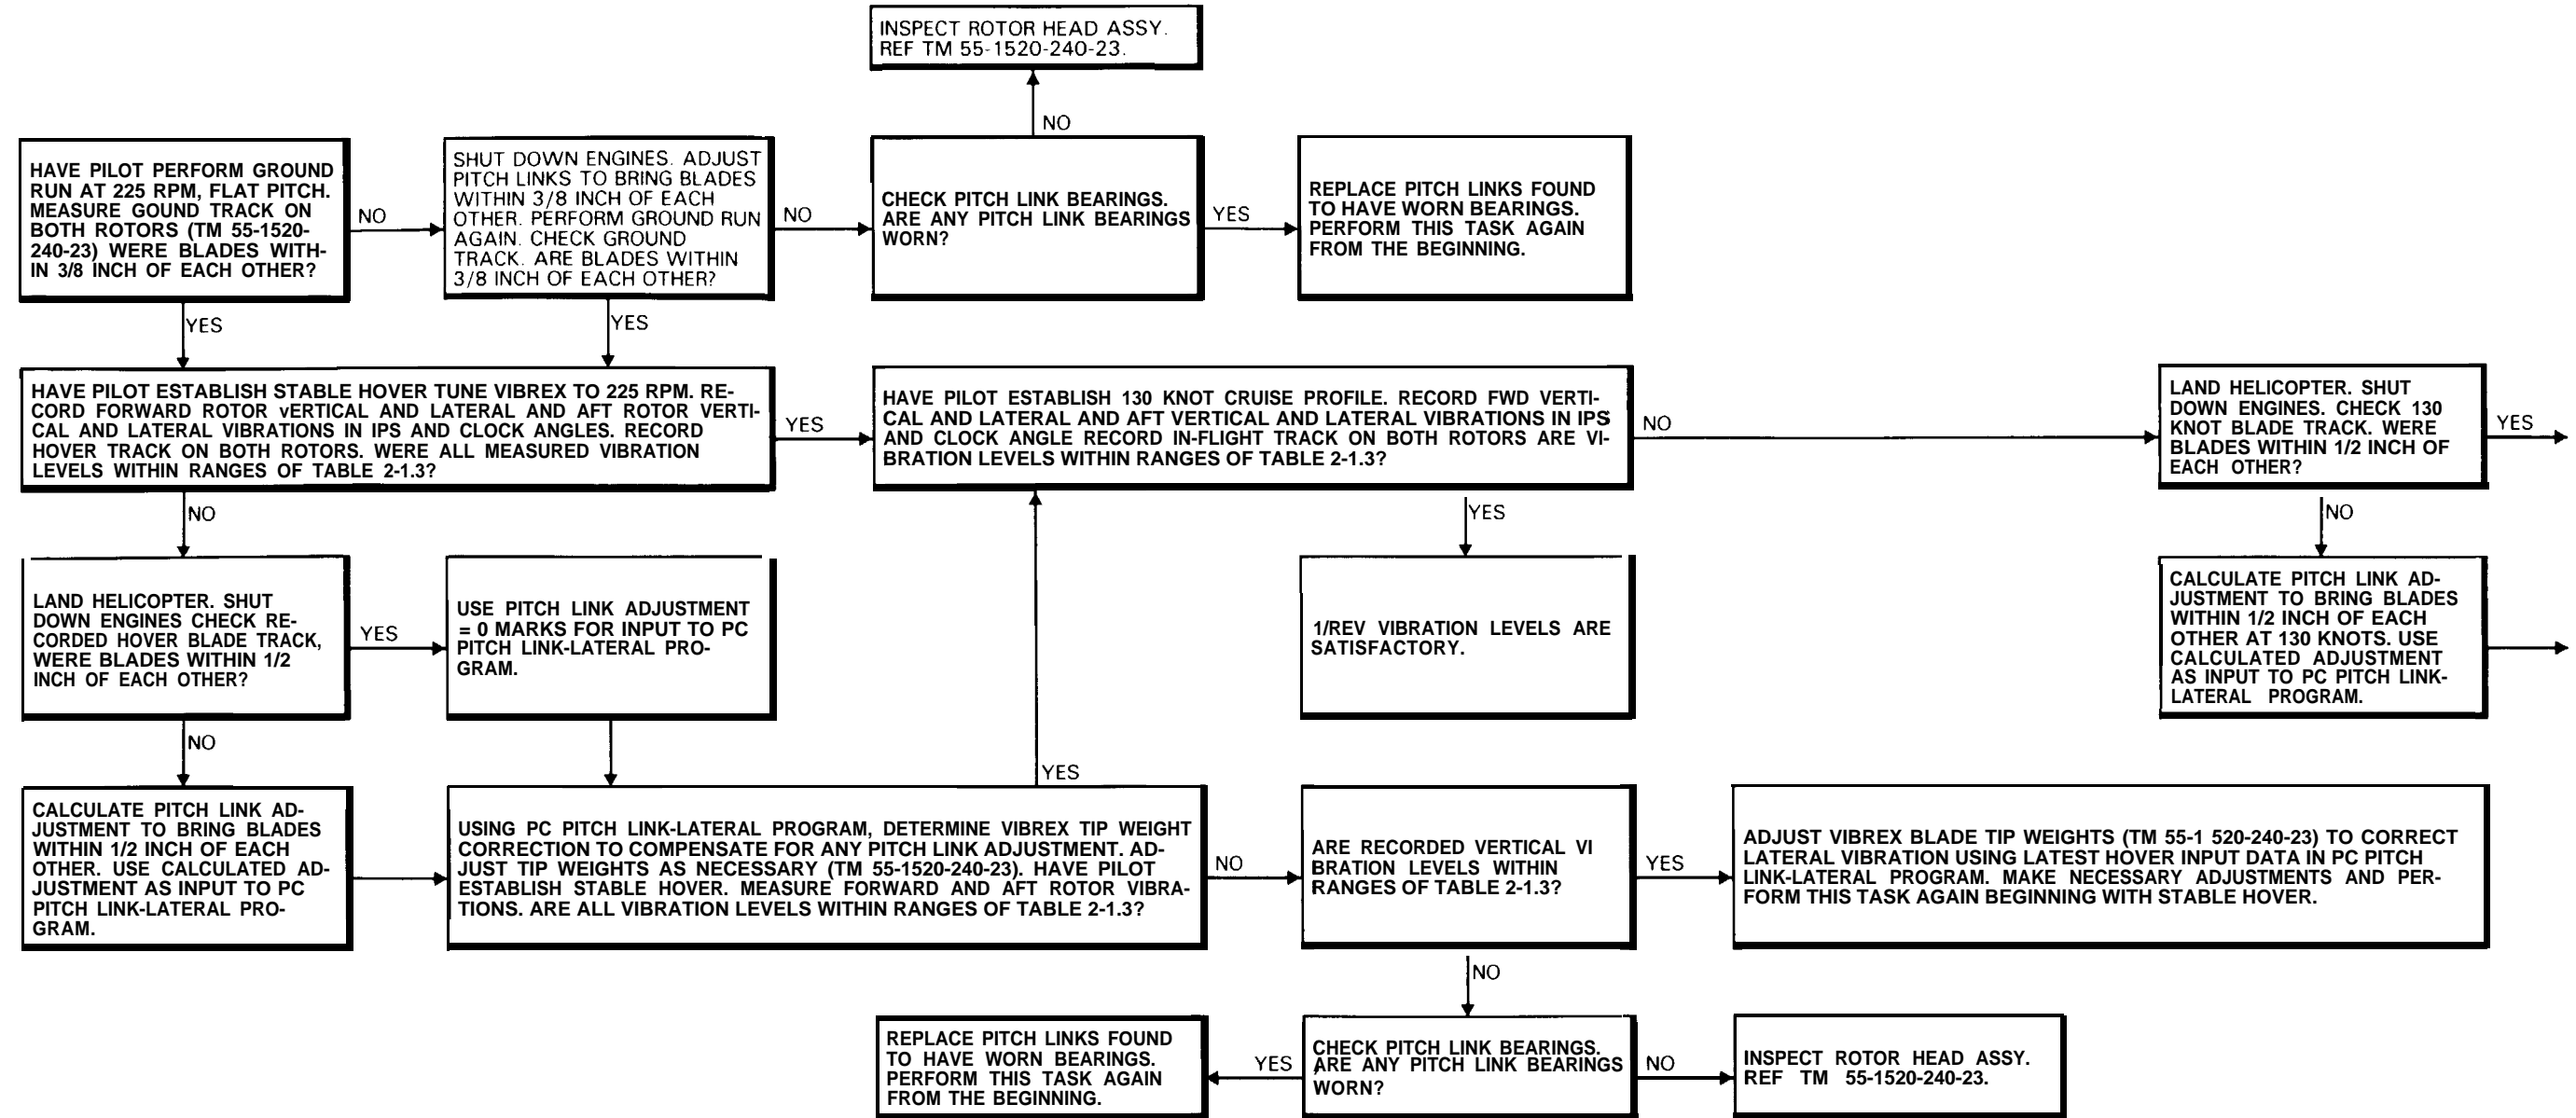 INSPECT ROTOR HEAD ASSY.
REF TM 55-1520-240-23.
NO
HAVE PILOT PERFORM GROUND
RUN AT 225 RPM, FLAT PITCH.
MEASURE GOUND TRACK ON
BOTH ROTORS (TM 55-1520-
240-23) WERE BLADES WITH-
IN 3/8 INCH OF EACH OTHER?
NO
SHUT DOWN ENGINES. ADJUST
PITCH LINKS TO BRING BLADES
WITHIN 3/8 INCH OF EACH
OTHER. PERFORM GROUND RUN
AGAIN. CHECK GROUND
TRACK. ARE BLADES WITHIN
3/8 INCH OF EACH OTHER?
NO
CHECK PITCH LINK BEARINGS.
ARE ANY PITCH LINK BEARINGS
WORN?
YES
REPLACE PITCH LINKS FOUND
TO HAVE WORN BEARINGS.
PERFORM THIS TASK AGAIN
FROM THE BEGINNING.
YES
YES
HAVE PILOT ESTABLISH STABLE HOVER TUNE VIBREX TO 225 RPM. RE-
CORD FORWARD ROTOR vERTICAL AND LATERAL AND AFT ROTOR VERTI-
CAL AND LATERAL VIBRATIONS IN IPS AND CLOCK ANGLES. RECORD
HOVER TRACK ON BOTH ROTORS. WERE ALL MEASURED VIBRATION
LEVELS WITHIN RANGES OF TABLE 2-1.3?
YES
HAVE PILOT ESTABLISH 130 KNOT CRUISE PROFILE. RECORD FWD VERTI-
CAL AND LATERAL AND AFT VERTICAL AND LATERAL VIBRATIONS IN IPS
AND CLOCK ANGLE RECORD IN-FLIGHT TRACK ON BOTH ROTORS ARE VI-
BRATION LEVELS WITHIN RANGES OF TABLE 2-1.3?
NO
LAND HELICOPTER. SHUT
DOWN ENGINES. CHECK 130
KNOT BLADE TRACK. WERE
BLADES WITHIN 1/2 INCH OF
EACH OTHER?
YES
NO
YES
NO
LAND HELICOPTER. SHUT
DOWN ENGINES CHECK RE-
CORDED HOVER BLADE TRACK,
WERE BLADES WITHIN 1/2
INCH OF EACH OTHER?
YES
USE PITCH LINK ADJUSTMENT
= 0 MARKS FOR INPUT TO PC
PITCH LINK-LATERAL PRO-
GRAM.
1/REV VIBRATION LEVELS ARE
SATISFACTORY.
CALCULATE PITCH LINK AD-
JUSTMENT TO BRING BLADES
WITHIN 1/2 INCH OF EACH
OTHER AT 130 KNOTS. USE
CALCULATED ADJUSTMENT
AS INPUT TO PC PITCH LINK-
LATERAL PROGRAM.
NO
YES
CALCULATE PITCH LINK AD-
JUSTMENT TO BRING BLADES
WITHIN 1/2 INCH OF EACH
OTHER. USE CALCULATED AD-
JUSTMENT AS INPUT TO PC
PITCH LINK-LATERAL PRO-
GRAM.
USING PC PITCH LINK-LATERAL PROGRAM, DETERMINE VIBREX TIP WEIGHT
CORRECTION TO COMPENSATE FOR ANY PITCH LINK ADJUSTMENT. AD-
JUST TIP WEIGHTS AS NECESSARY (TM 55-1520-240-23). HAVE PILOT
ESTABLISH STABLE HOVER. MEASURE FORWARD AND AFT ROTOR VIBRA-
TIONS. ARE ALL VIBRATION LEVELS WITHIN RANGES OF TABLE 2-1.3?
NO
ARE RECORDED VERTICAL VI
BRATION LEVELS WITHIN
RANGES OF TABLE 2-1.3?
YES
ADJUST VIBREX BLADE TIP WEIGHTS (TM 55-1 520-240-23) TO CORRECT
LATERAL VIBRATION USING LATEST HOVER INPUT DATA IN PC PITCH
LINK-LATERAL PROGRAM. MAKE NECESSARY ADJUSTMENTS AND PER-
FORM THIS TASK AGAIN BEGINNING WITH STABLE HOVER.
NO
REPLACE PITCH LINKS FOUND
TO HAVE WORN BEARINGS.
PERFORM THIS TASK AGAIN
FROM THE BEGINNING.
YES
CHECK PITCH LINK BEARINGS.
ARE ANY PITCH LINK BEARINGS
WORN?
NO
INSPECT ROTOR HEAD ASSY.
REF TM 55-1520-240-23.